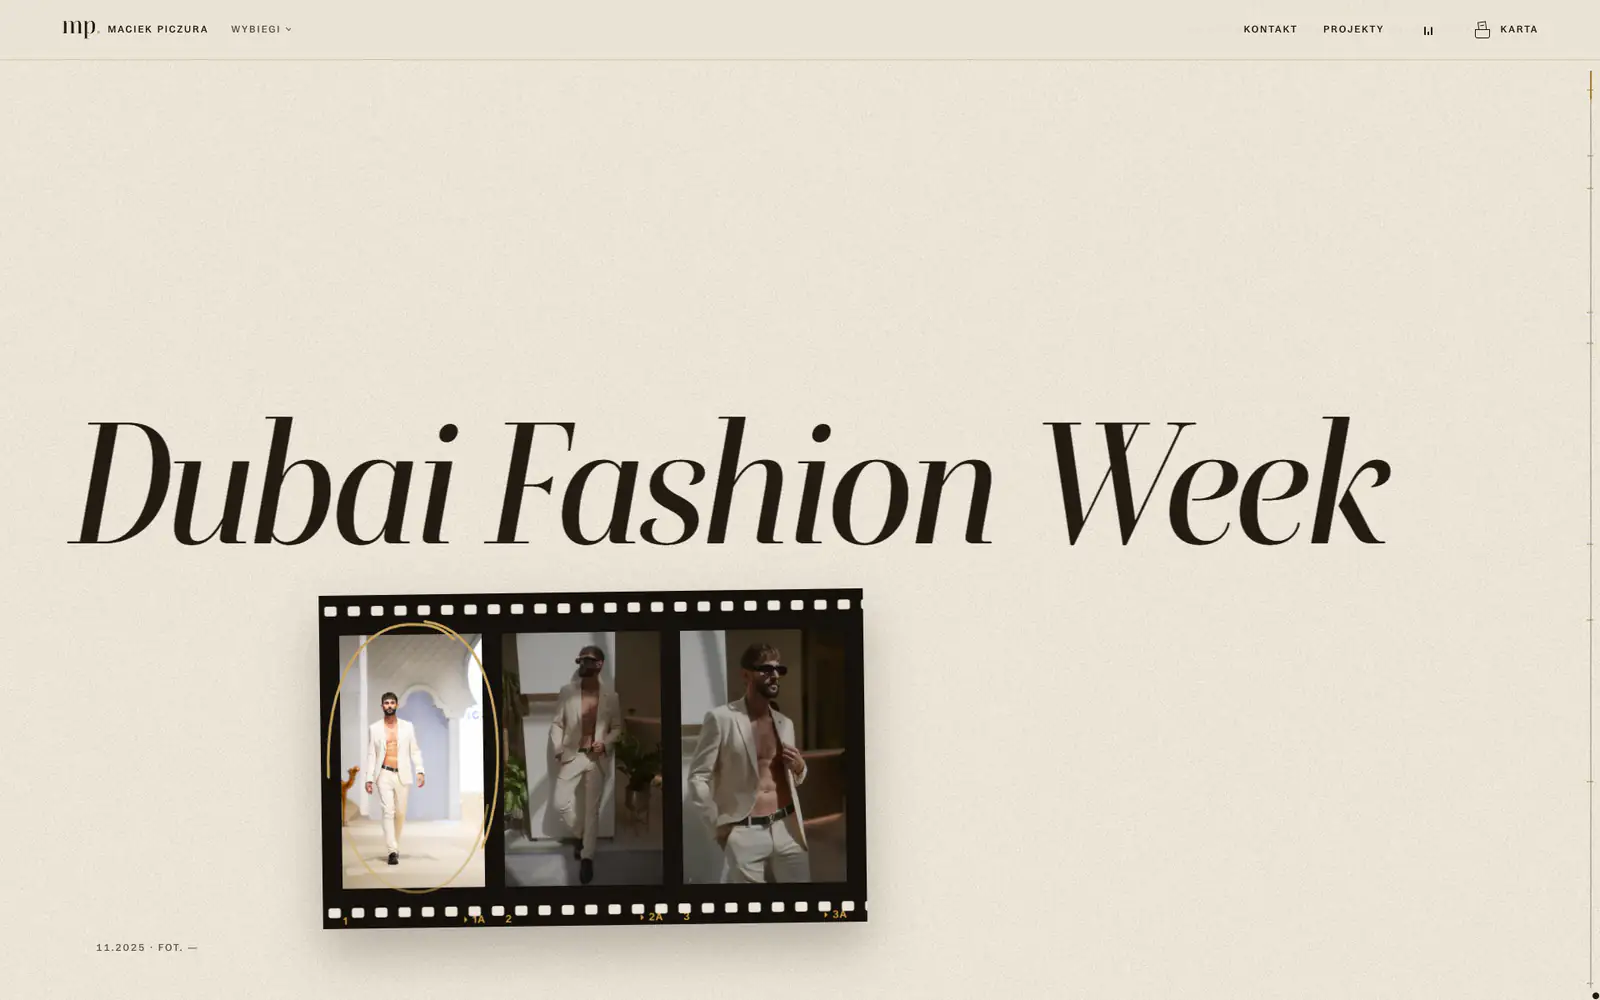 mp. MACIEK PICZURA WYBIEGI
KONTAKT PROJEKTY KARTA
Dubai Fashion Week
1 1A 2 2A 3 3A
11.2025 · FOT. —